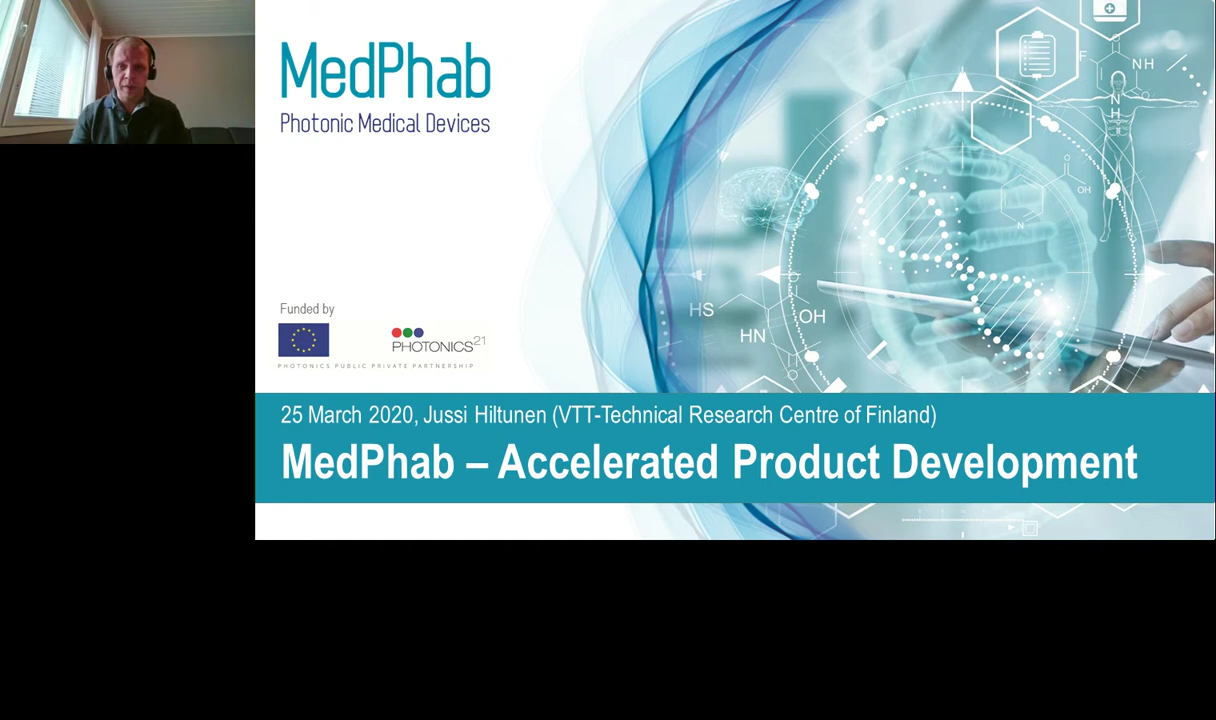 MedPhab
Photonic Medical Devices
Funded by
PHOTONICS21
PHOTONICS PUBLIC PRIVATE PARTNERSHIP
25 March 2020, Jussi Hiltunen (VTT-Technical Research Centre of Finland)
MedPhab – Accelerated Product Development
F
O
NH
N
H
O
O
OH
N
HS
HN
O
OH
O